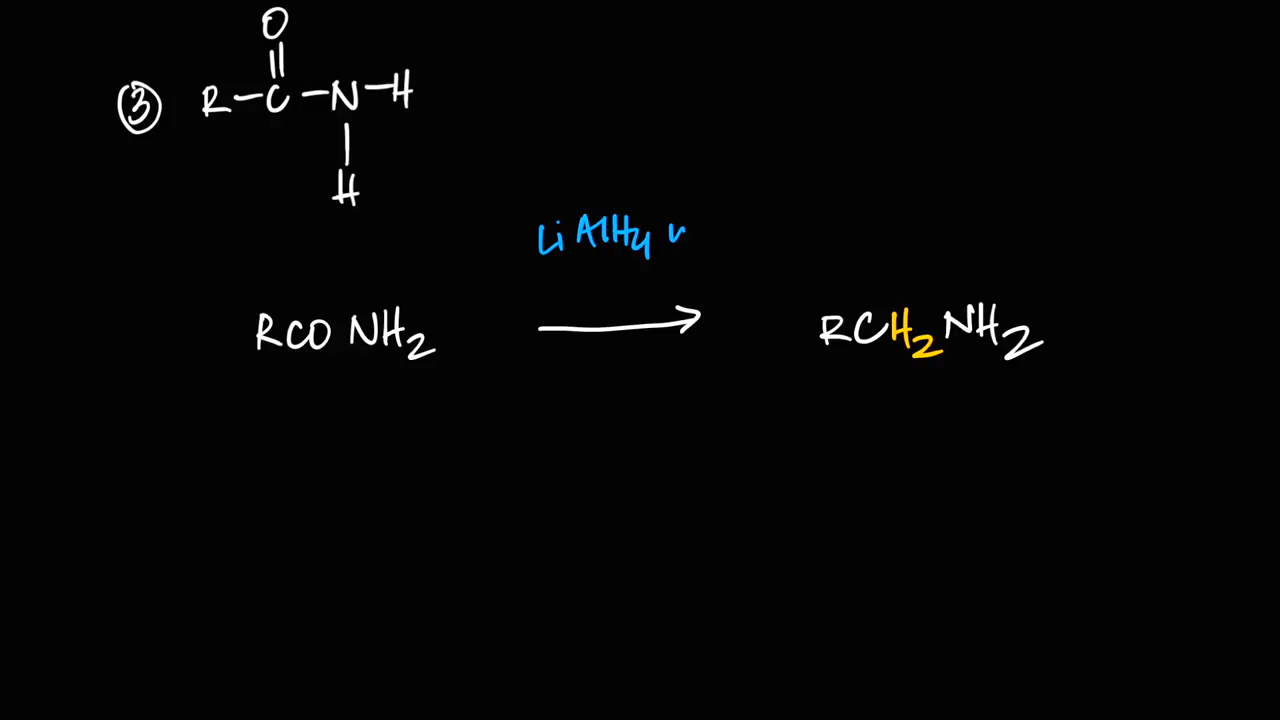 O
③ R-C-N-H
H
LiAlH4
RCONH2 → RCH2NH2